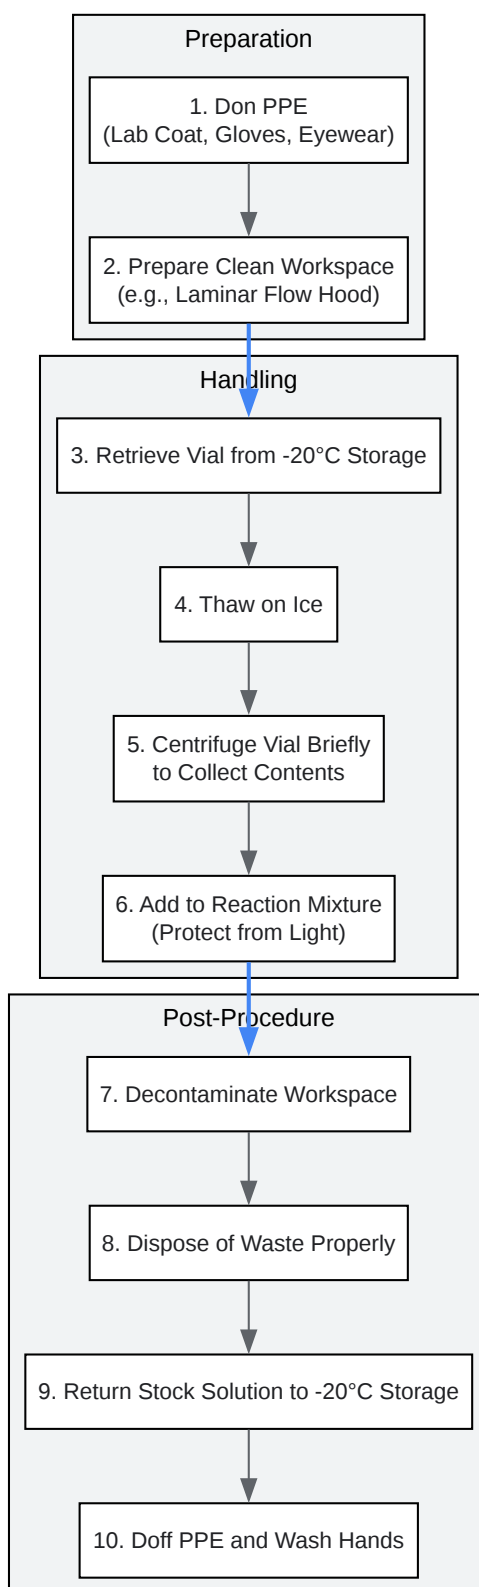 Preparation
1. Don PPE
(Lab Coat, Gloves, Eyewear)
2. Prepare Clean Workspace
(e.g., Laminar Flow Hood)
Handling
3. Retrieve Vial from -20°C Storage
4. Thaw on Ice
5. Centrifuge Vial Briefly
to Collect Contents
6. Add to Reaction Mixture
(Protect from Light)
Post-Procedure
7. Decontaminate Workspace
8. Dispose of Waste Properly
9. Return Stock Solution to -20°C Storage
10. Doff PPE and Wash Hands